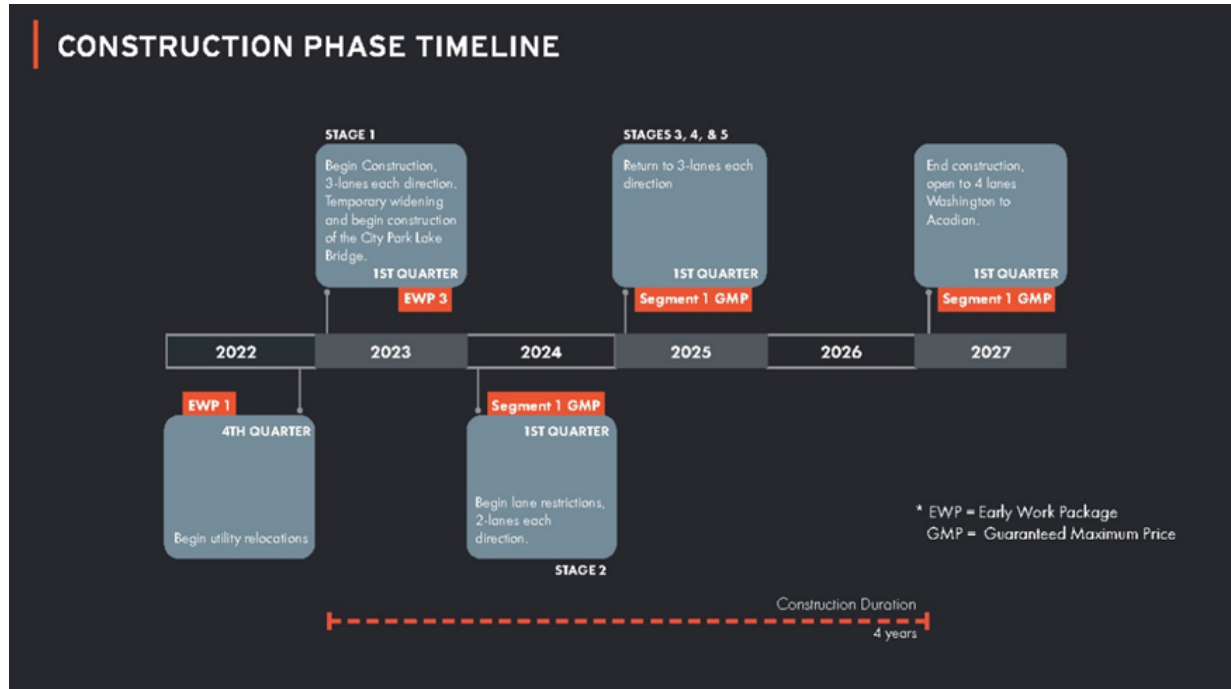 CONSTRUCTION PHASE TIMELINE
STAGE 1
Begin Construction,
3-lanes each direction.
Temporary widening
and begin construction
of the City Park Lake
Bridge.
1ST QUARTER
EWP 3
STAGES 3, 4, & 5
Return to 3-lanes each
direction
1ST QUARTER
Segment 1 GMP
End construction,
open to 4 lanes
Washington to
Acadian.
1ST QUARTER
Segment 1 GMP
2022
2023
2024
2025
2026
2027
EWP 1
4TH QUARTER
Begin utility relocations
Segment 1 GMP
1ST QUARTER
Begin lane restrictions,
2-lanes each
direction.
STAGE 2
* EWP = Early Work Package
GMP = Guaranteed Maximum Price
Construction Duration
4 years